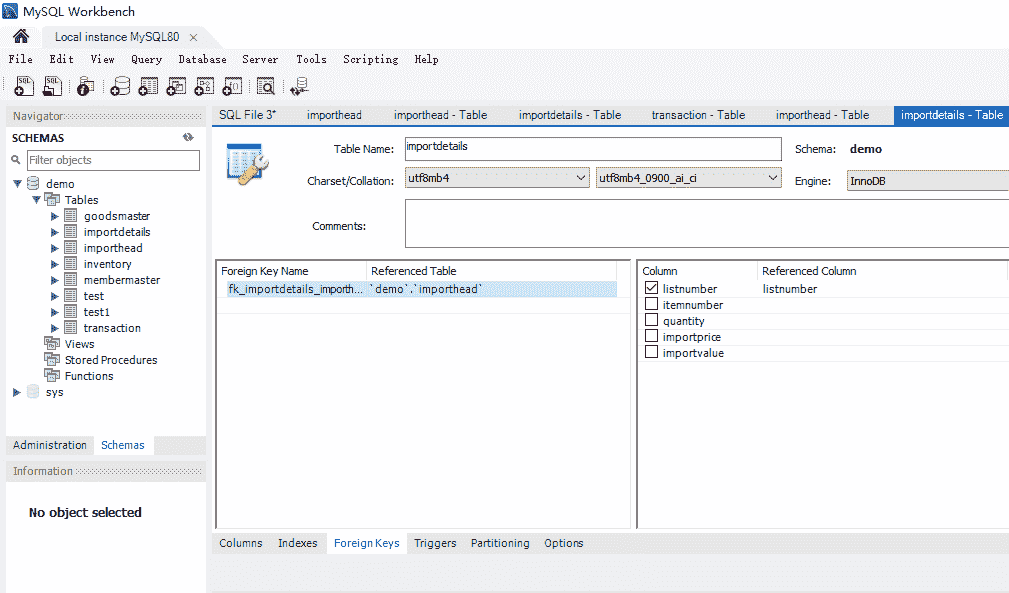 MySQL Workbench
Local instance MySQL80 ×
File Edit View Query Database Server Tools Scripting Help
Navigator
SCHEMAS
Filter objects
demo
Tables
goodsmaster
importdetails
importhead
inventory
membermaster
test
test1
transaction
Views
Stored Procedures
Functions
sys
Administration Schemas
Information
No object selected
SQL File 3* importhead importhead - Table importdetails - Table transaction - Table importhead - Table importdetails - Table
Table Name: importdetails Schema: demo
Charset/Collation: utf8mb4 utf8mb4_0900_ai_ci Engine: InnoDB
Comments:
Foreign Key Name Referenced Table
fk_importdetails_importh... `demo`.`importhead`
Column Referenced Column
listnumber listnumber
itemnumber
quantity
importprice
importvalue
Columns Indexes Foreign Keys Triggers Partitioning Options